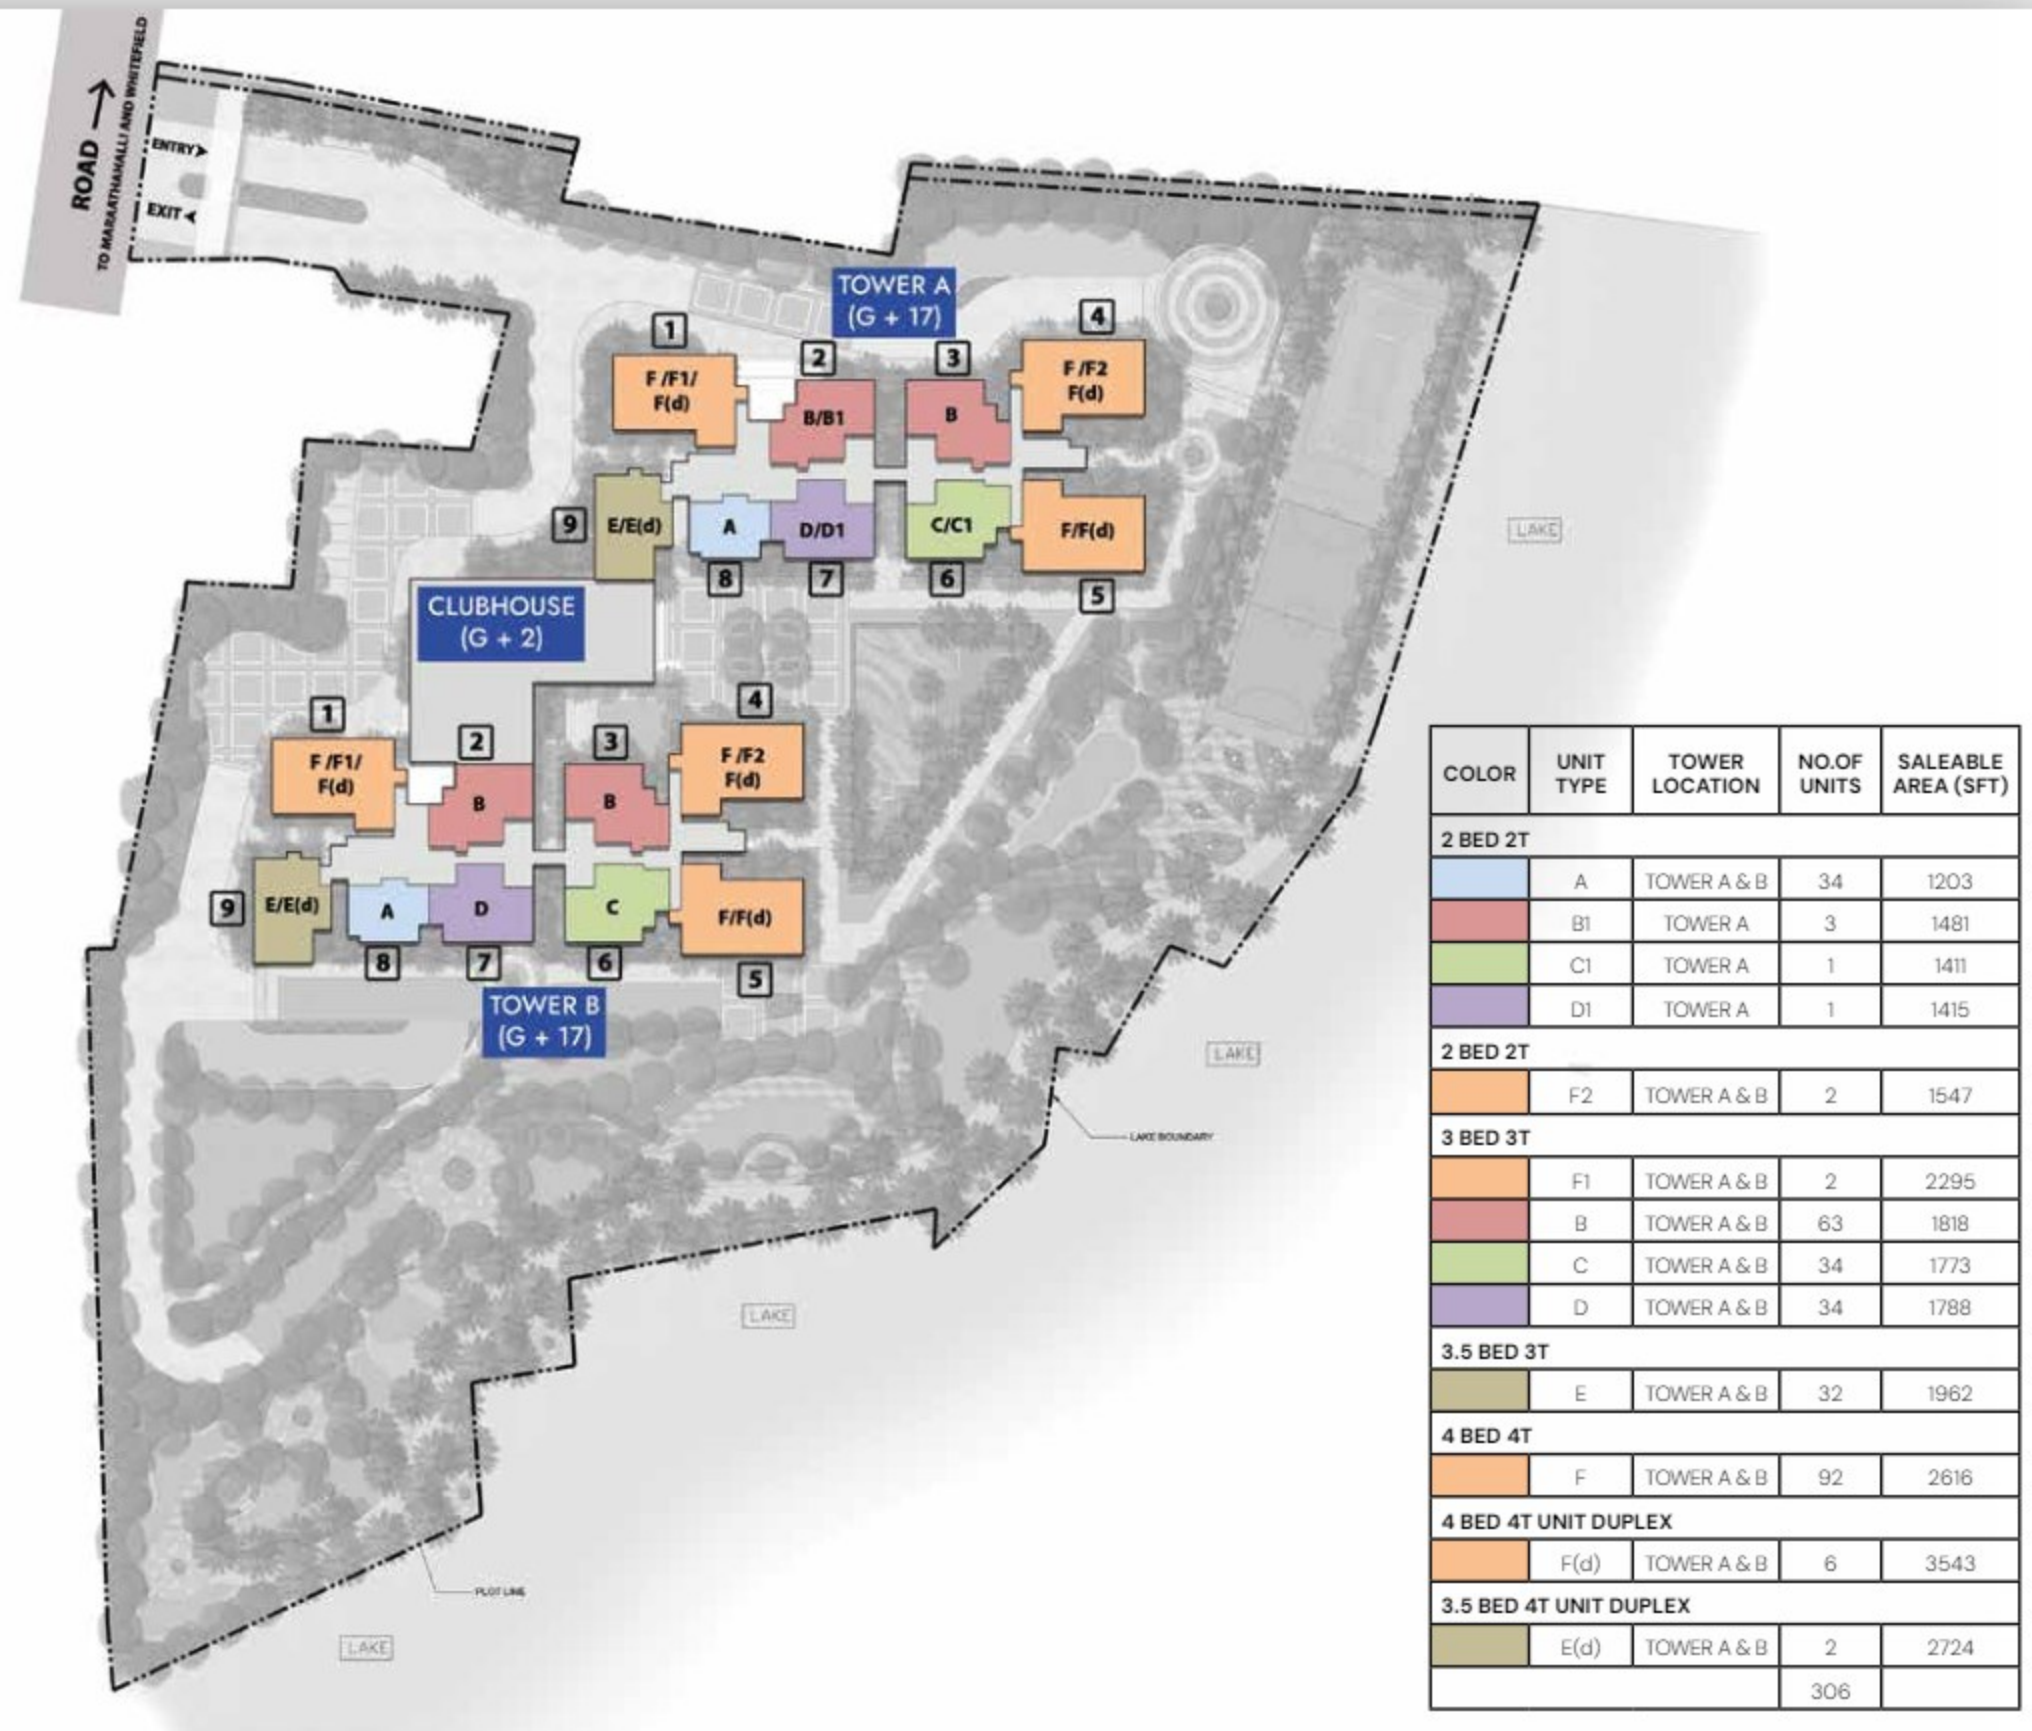 ROAD →
TO MARAATHAHALLI AND WHITEFIELD
ENTRY
EXIT
TOWER A
(G + 17)
1
2
3
4
F /F1/
F(d)
B/B1
B
F /F2
F(d)
9
E/E(d)
A
D/D1
C/C1
F/F(d)
8
7
6
5
LAKE
CLUBHOUSE
(G + 2)
1
2
3
4
F /F1/
F(d)
B
B
F /F2
F(d)
9
E/E(d)
A
D
C
F/F(d)
8
7
6
5
TOWER B
(G + 17)
LAKE
LAKE BOUNDARY
LAKE
PLOT LINE
LAKE
COLOR UNIT TYPE TOWER LOCATION NO.OF UNITS SALEABLE AREA (SFT)
2 BED 2T
A TOWER A & B 34 1203
B1 TOWER A 3 1481
C1 TOWER A 1 1411
D1 TOWER A 1 1415
2 BED 2T
F2 TOWER A & B 2 1547
3 BED 3T
F1 TOWER A & B 2 2295
B TOWER A & B 63 1818
C TOWER A & B 34 1773
D TOWER A & B 34 1788
3.5 BED 3T
E TOWER A & B 32 1962
4 BED 4T
F TOWER A & B 92 2616
4 BED 4T UNIT DUPLEX
F(d) TOWER A & B 6 3543
3.5 BED 4T UNIT DUPLEX
E(d) TOWER A & B 2 2724
306